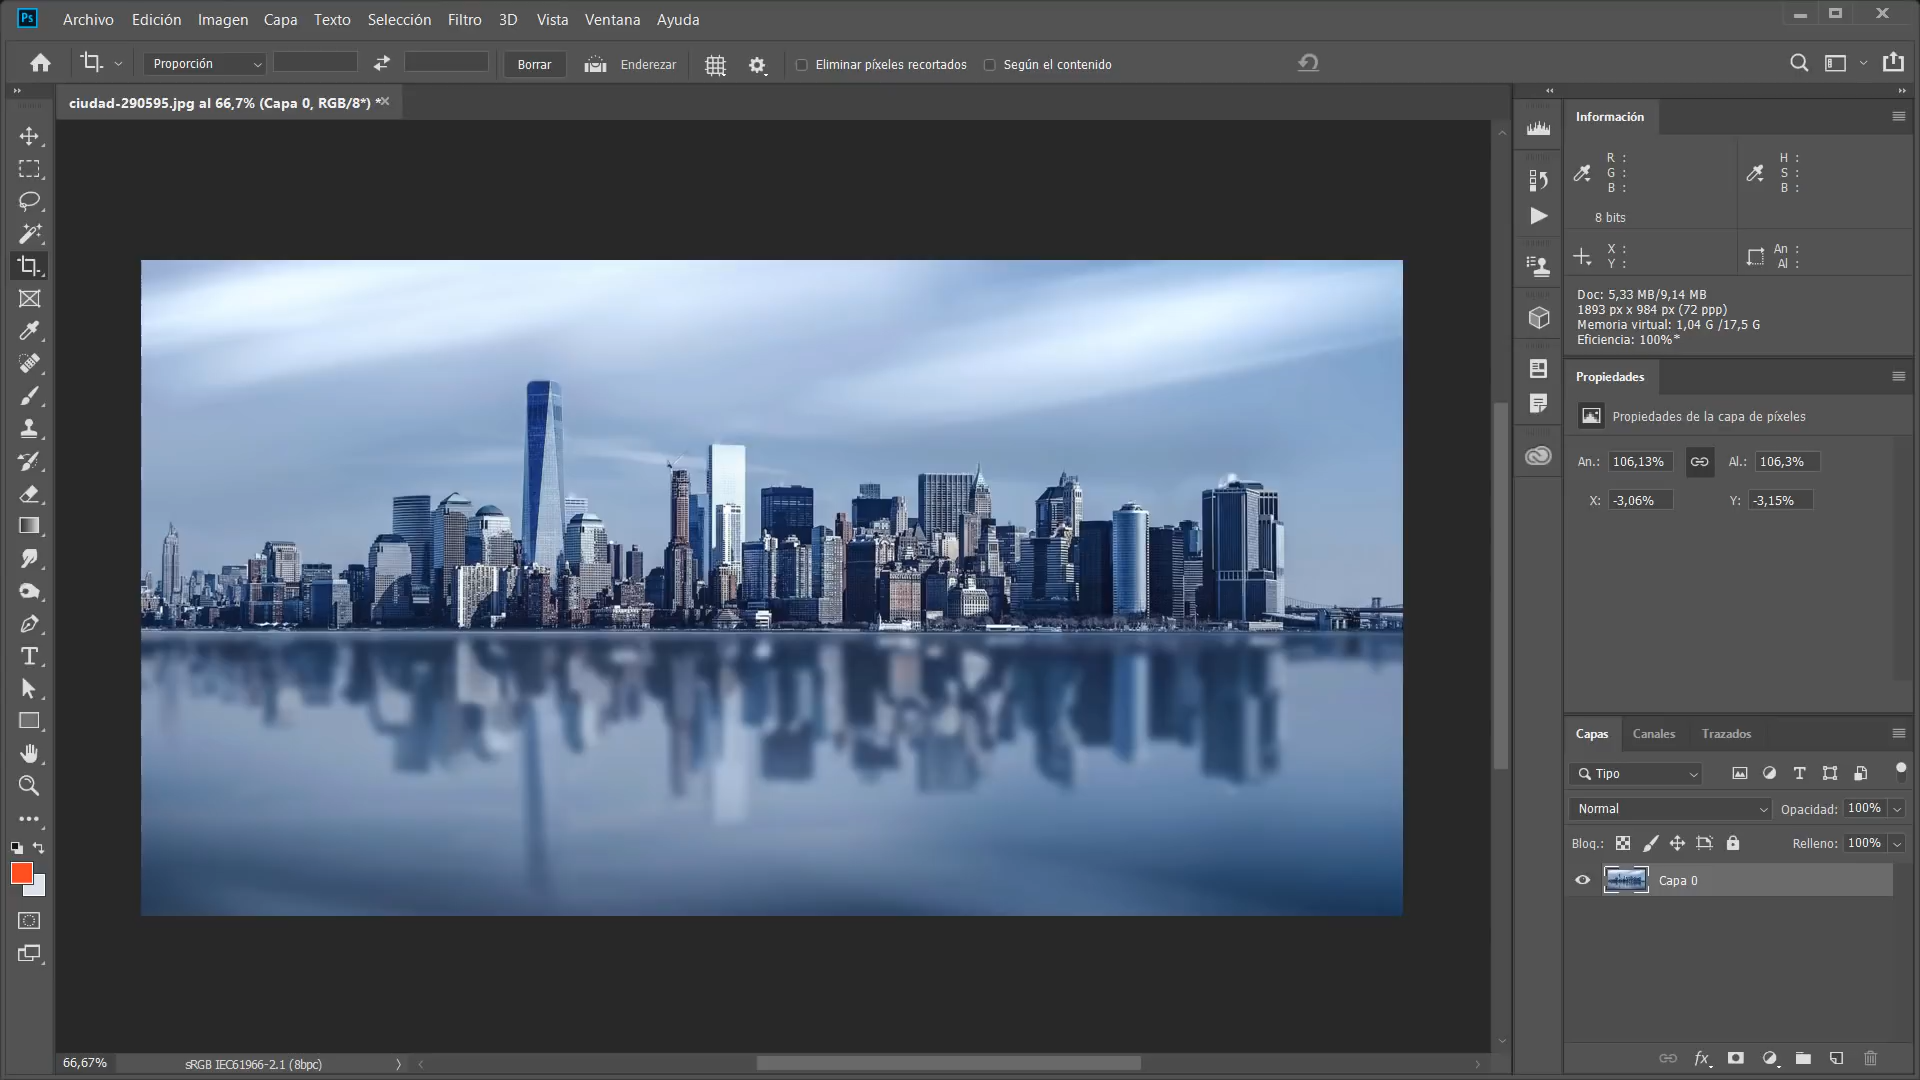 Ps Archivo Edición Imagen Capa Texto Selección Filtro 3D Vista Ventana Ayuda
Proporción Borrar Enderezar Eliminar píxeles recortados Según el contenido
ciudad-290595.jpg al 66,7% (Capa 0, RGB/8*) *
Información
R : H :
G : S :
B : B :
8 bits
X : An :
Y : Al :
Doc: 5,33 MB/9,14 MB
1893 px x 984 px (72 ppp)
Memoria virtual: 1,04 G /17,5 G
Eficiencia: 100%*
Propiedades
Propiedades de la capa de píxeles
An.: 106,13% Al.: 106,3%
X: -3,06% Y: -3,15%
Capas Canales Trazados
Tipo
Normal Opacidad: 100%
Bloq.: Relleno: 100%
Capa 0
fx
66,67% sRGB IEC61966-2.1 (8bpc)